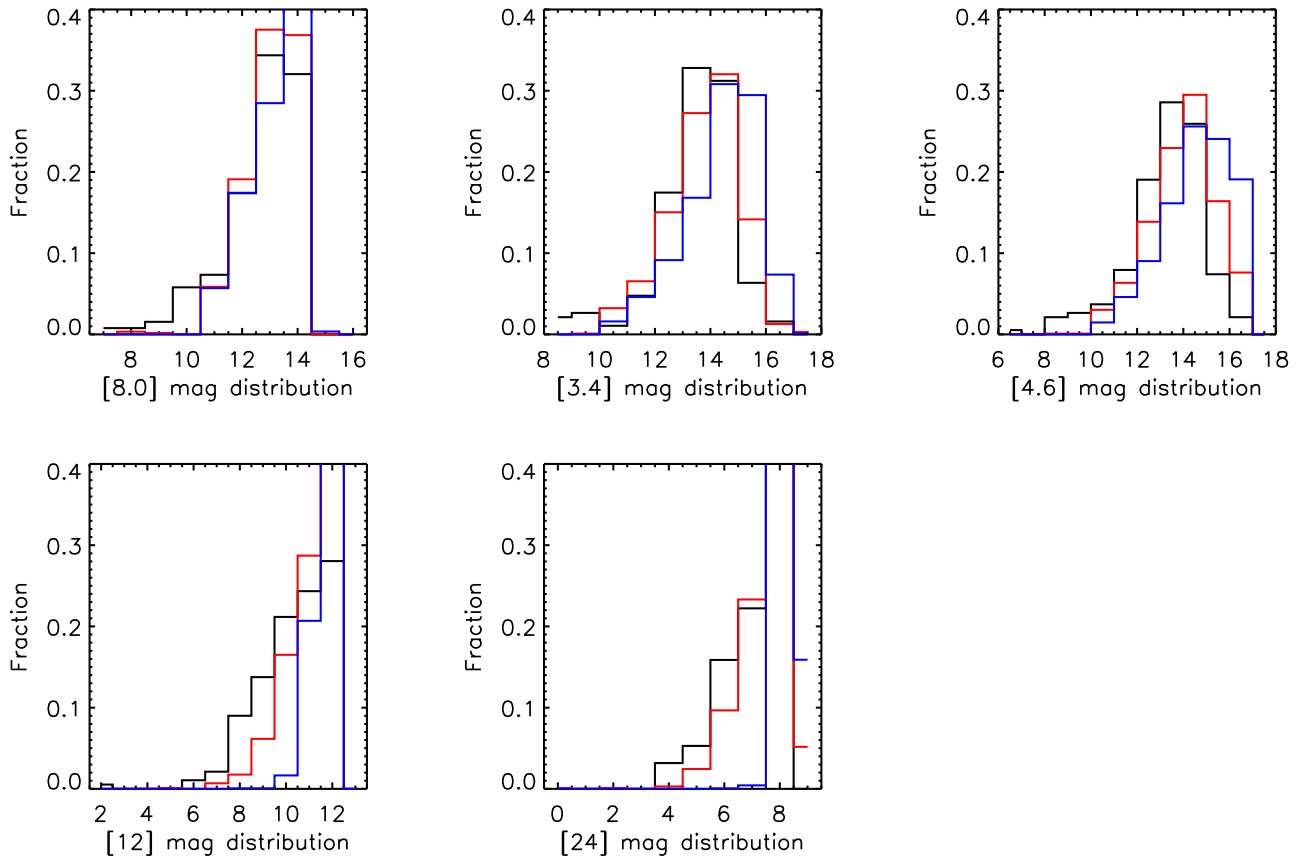 0.4 0.4 0.4
0.3 0.3 0.3
Fraction Fraction Fraction
0.2 0.2 0.2
0.1 0.1 0.1
0.0 0.0 0.0
8 10 12 14 16 8 10 12 14 16 18 6 8 10 12 14 16 18
[8.0] mag distribution [3.4] mag distribution [4.6] mag distribution
0.4 0.4
0.3 0.3
Fraction Fraction
0.2 0.2
0.1 0.1
0.0 0.0
2 4 6 8 10 12 0 2 4 6 8
[12] mag distribution [24] mag distribution